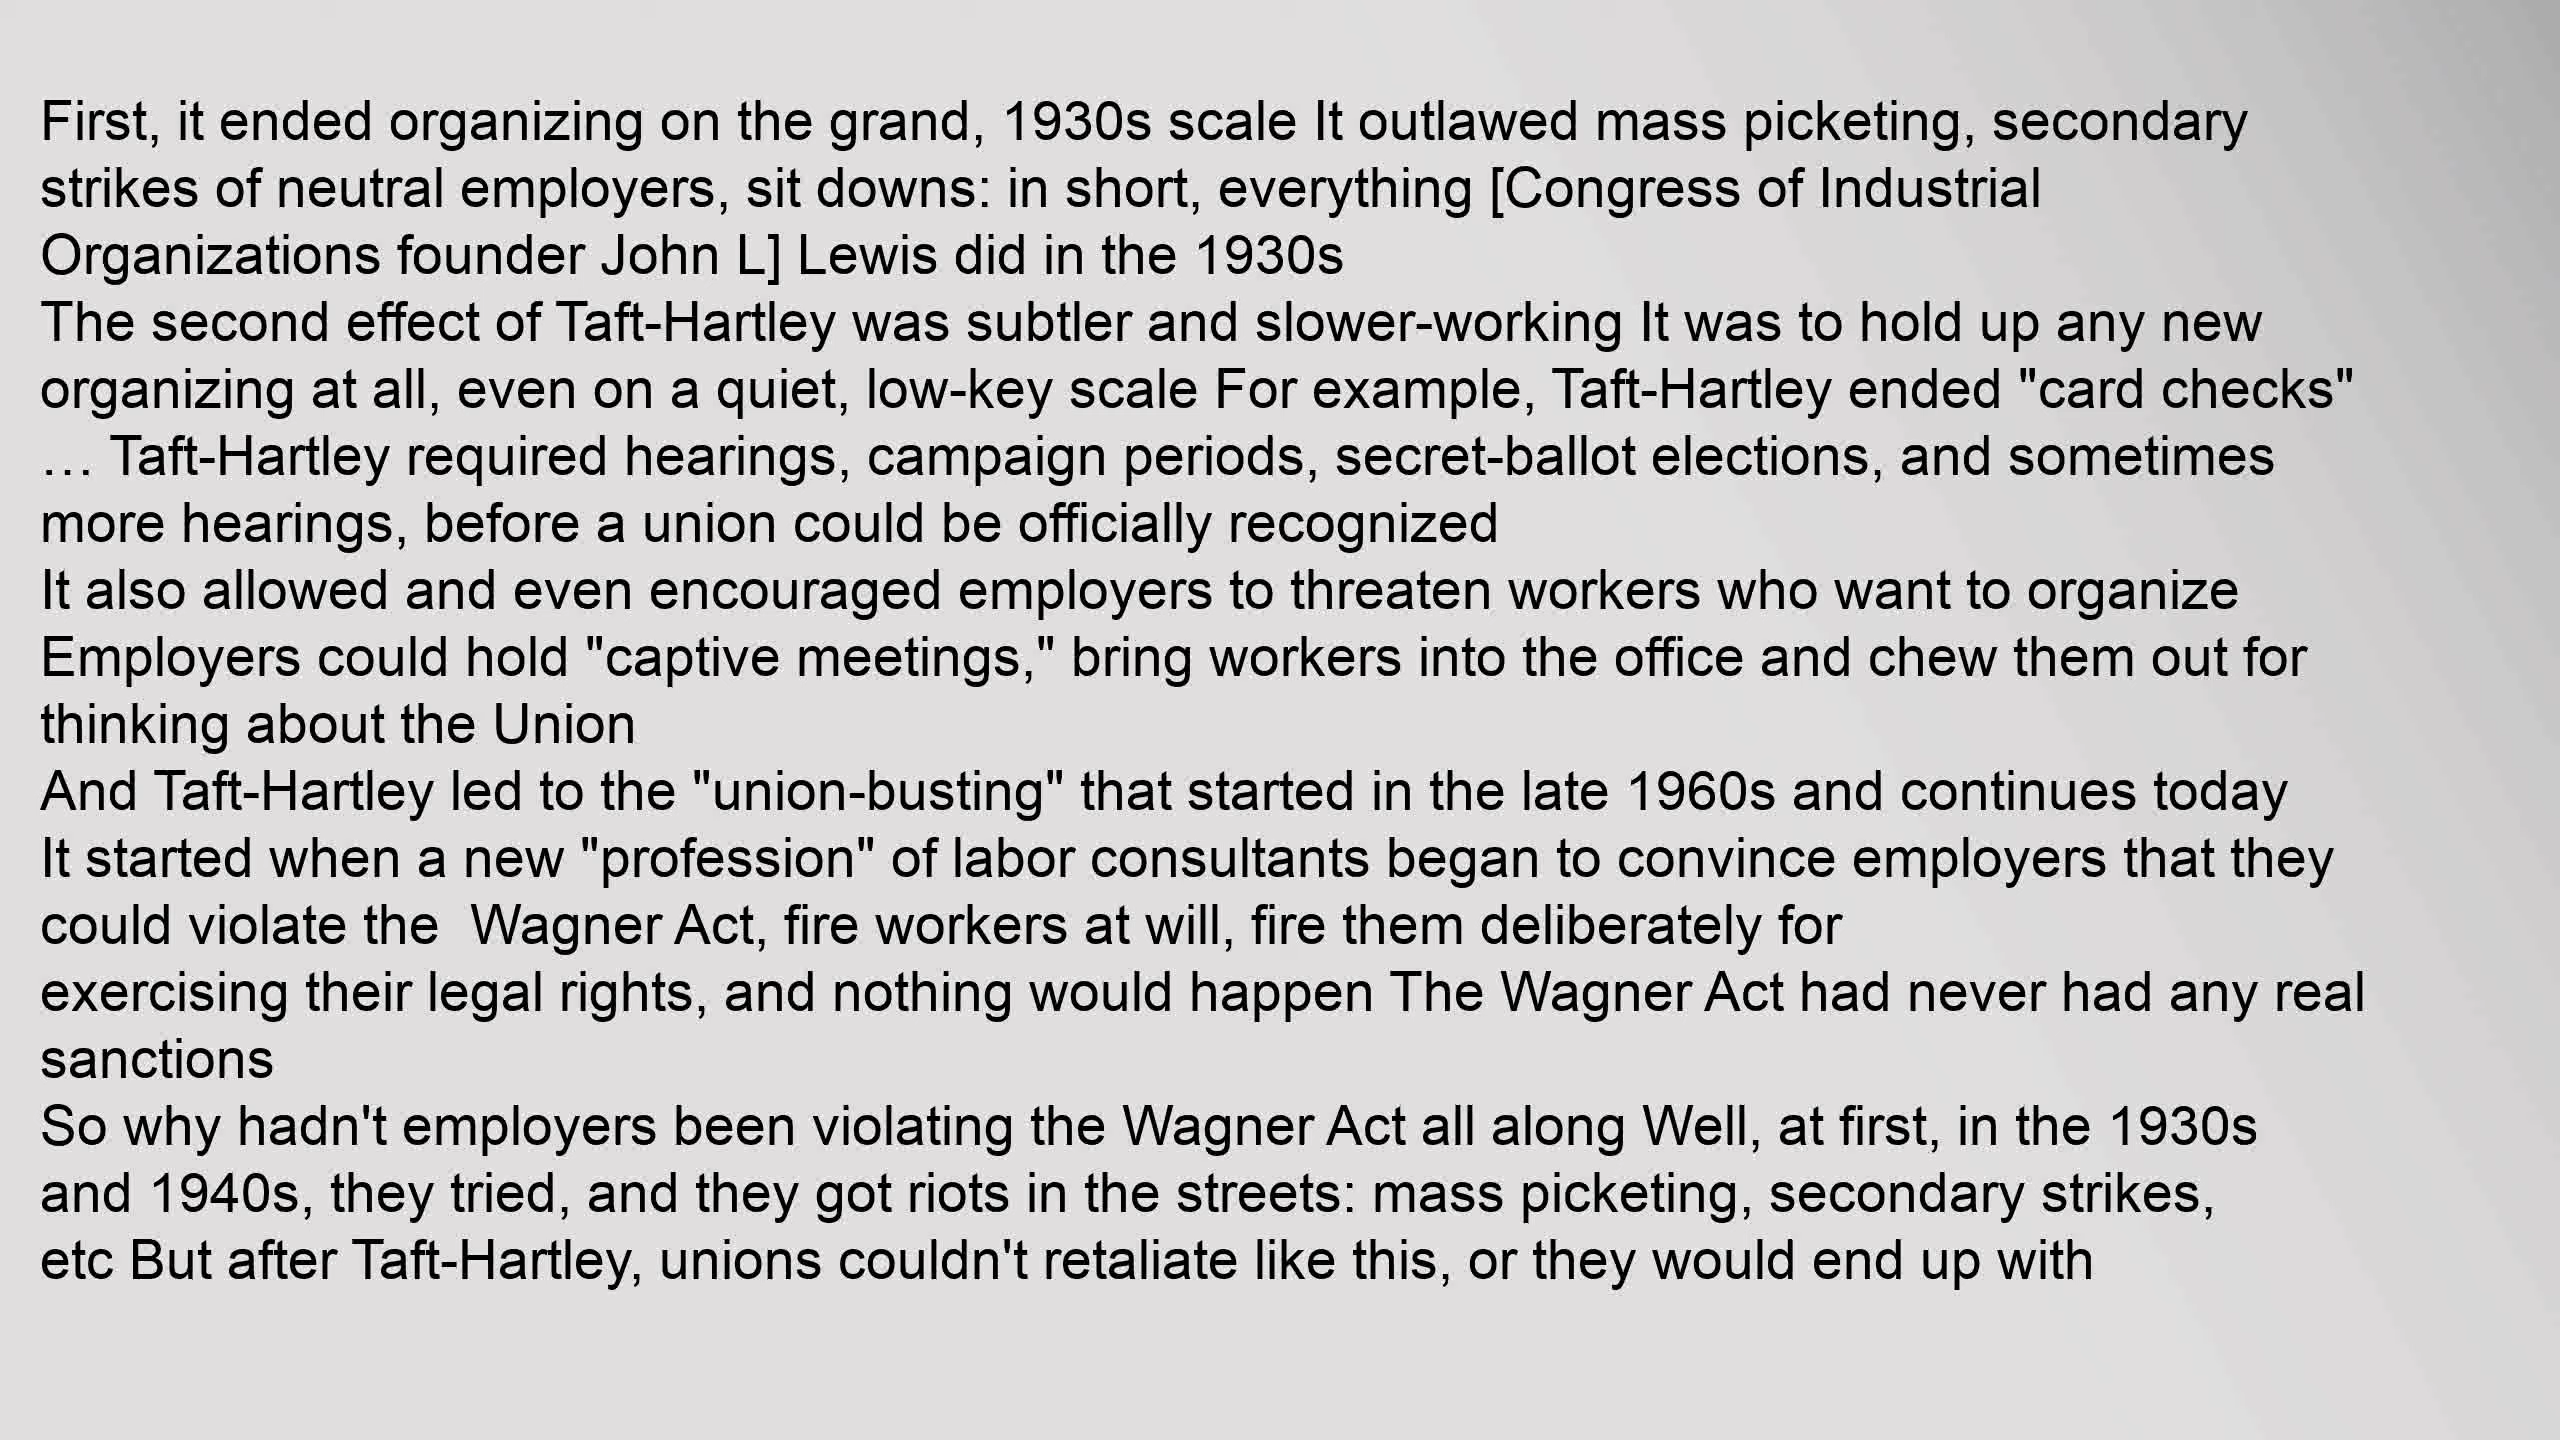 First, it ended organizing on the grand, 1930s scale It outlawed mass picketing, secondary
strikes of neutral employers, sit downs: in short, everything [Congress of Industrial
Organizations founder John L] Lewis did in the 1930s
The second effect of Taft-Hartley was subtler and slower-working It was to hold up any new
organizing at all, even on a quiet, low-key scale For example, Taft-Hartley ended "card checks"
… Taft-Hartley required hearings, campaign periods, secret-ballot elections, and sometimes
more hearings, before a union could be officially recognized
It also allowed and even encouraged employers to threaten workers who want to organize
Employers could hold "captive meetings," bring workers into the office and chew them out for
thinking about the Union
And Taft-Hartley led to the "union-busting" that started in the late 1960s and continues today
It started when a new "profession" of labor consultants began to convince employers that they
could violate the  Wagner Act, fire workers at will, fire them deliberately for
exercising their legal rights, and nothing would happen The Wagner Act had never had any real
sanctions
So why hadn't employers been violating the Wagner Act all along Well, at first, in the 1930s
and 1940s, they tried, and they got riots in the streets: mass picketing, secondary strikes,
etc But after Taft-Hartley, unions couldn't retaliate like this, or they would end up with